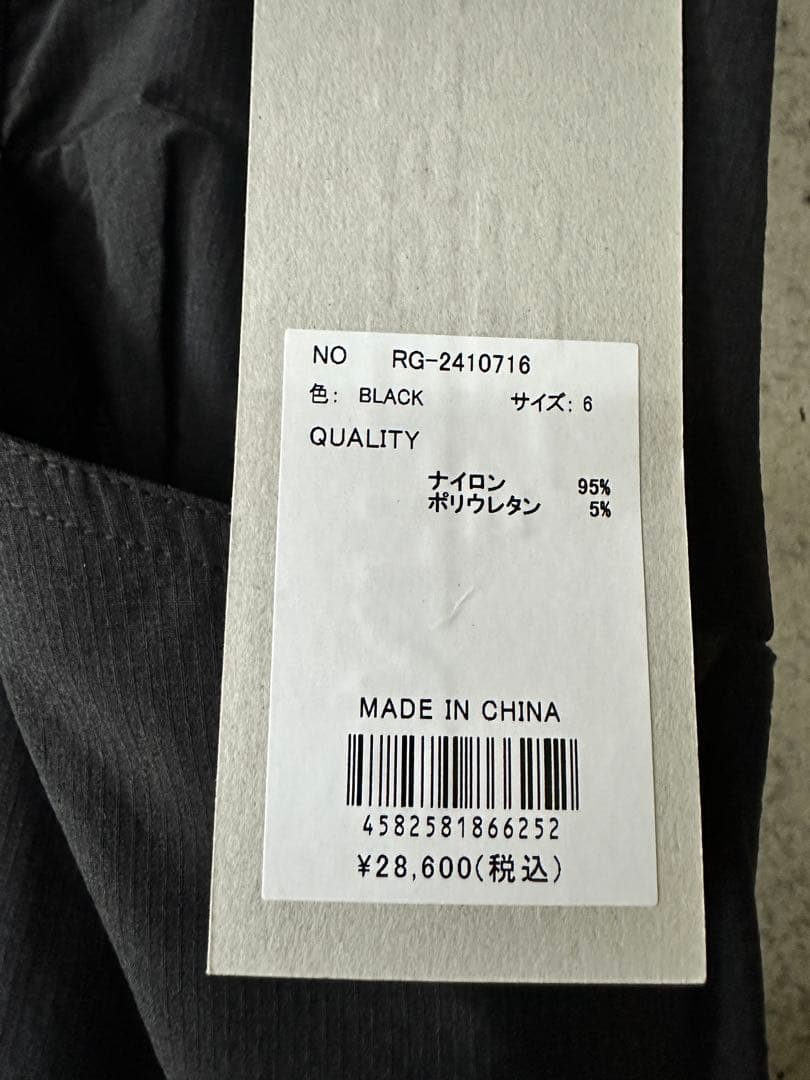 NO RG-2410716
色: BLACK サイズ: 6
QUALITY
ナイロン 95%
ポリウレタン 5%
MADE IN CHINA
4582581866252
¥28,600(税込)